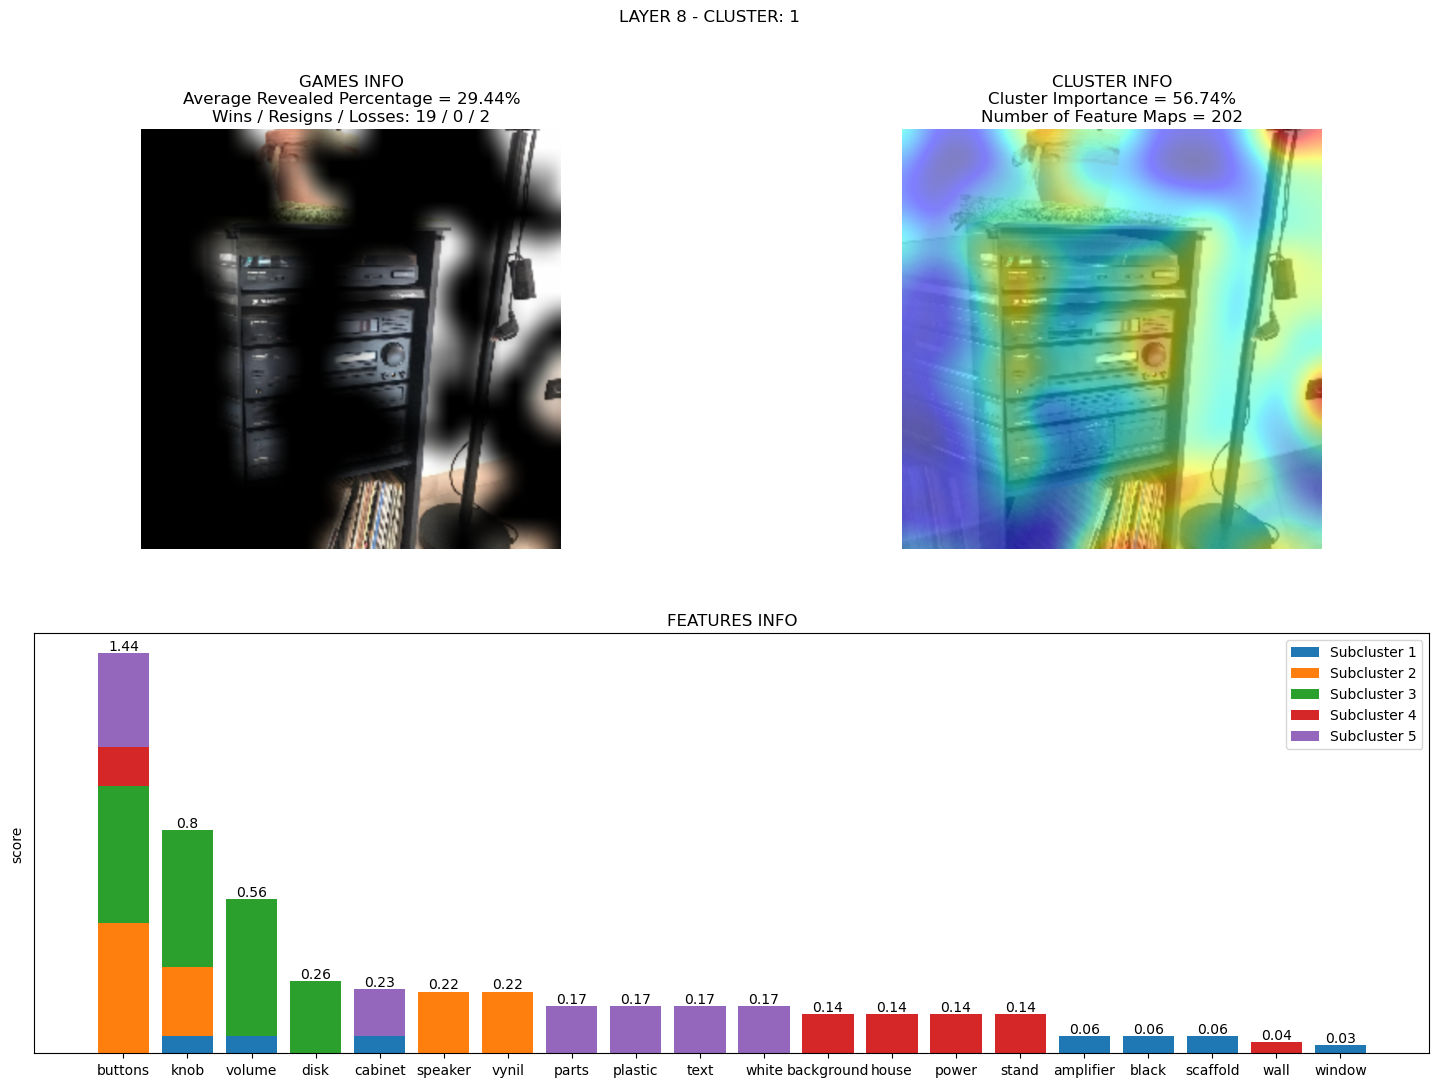 LAYER 8 - CLUSTER: 1
GAMES INFO
Average Revealed Percentage = 29.44%
Wins / Resigns / Losses: 19 / 0 / 2
CLUSTER INFO
Cluster Importance = 56.74%
Number of Feature Maps = 202
FEATURES INFO
score
1.44
0.8
0.56
0.26
0.23
0.22
0.22
0.17
0.17
0.17
0.17
0.14
0.14
0.14
0.14
0.06
0.06
0.06
0.04
0.03
Subcluster 1
Subcluster 2
Subcluster 3
Subcluster 4
Subcluster 5
buttons knob volume disk cabinet speaker vynil parts plastic text white background house power stand amplifier black scaffold wall window